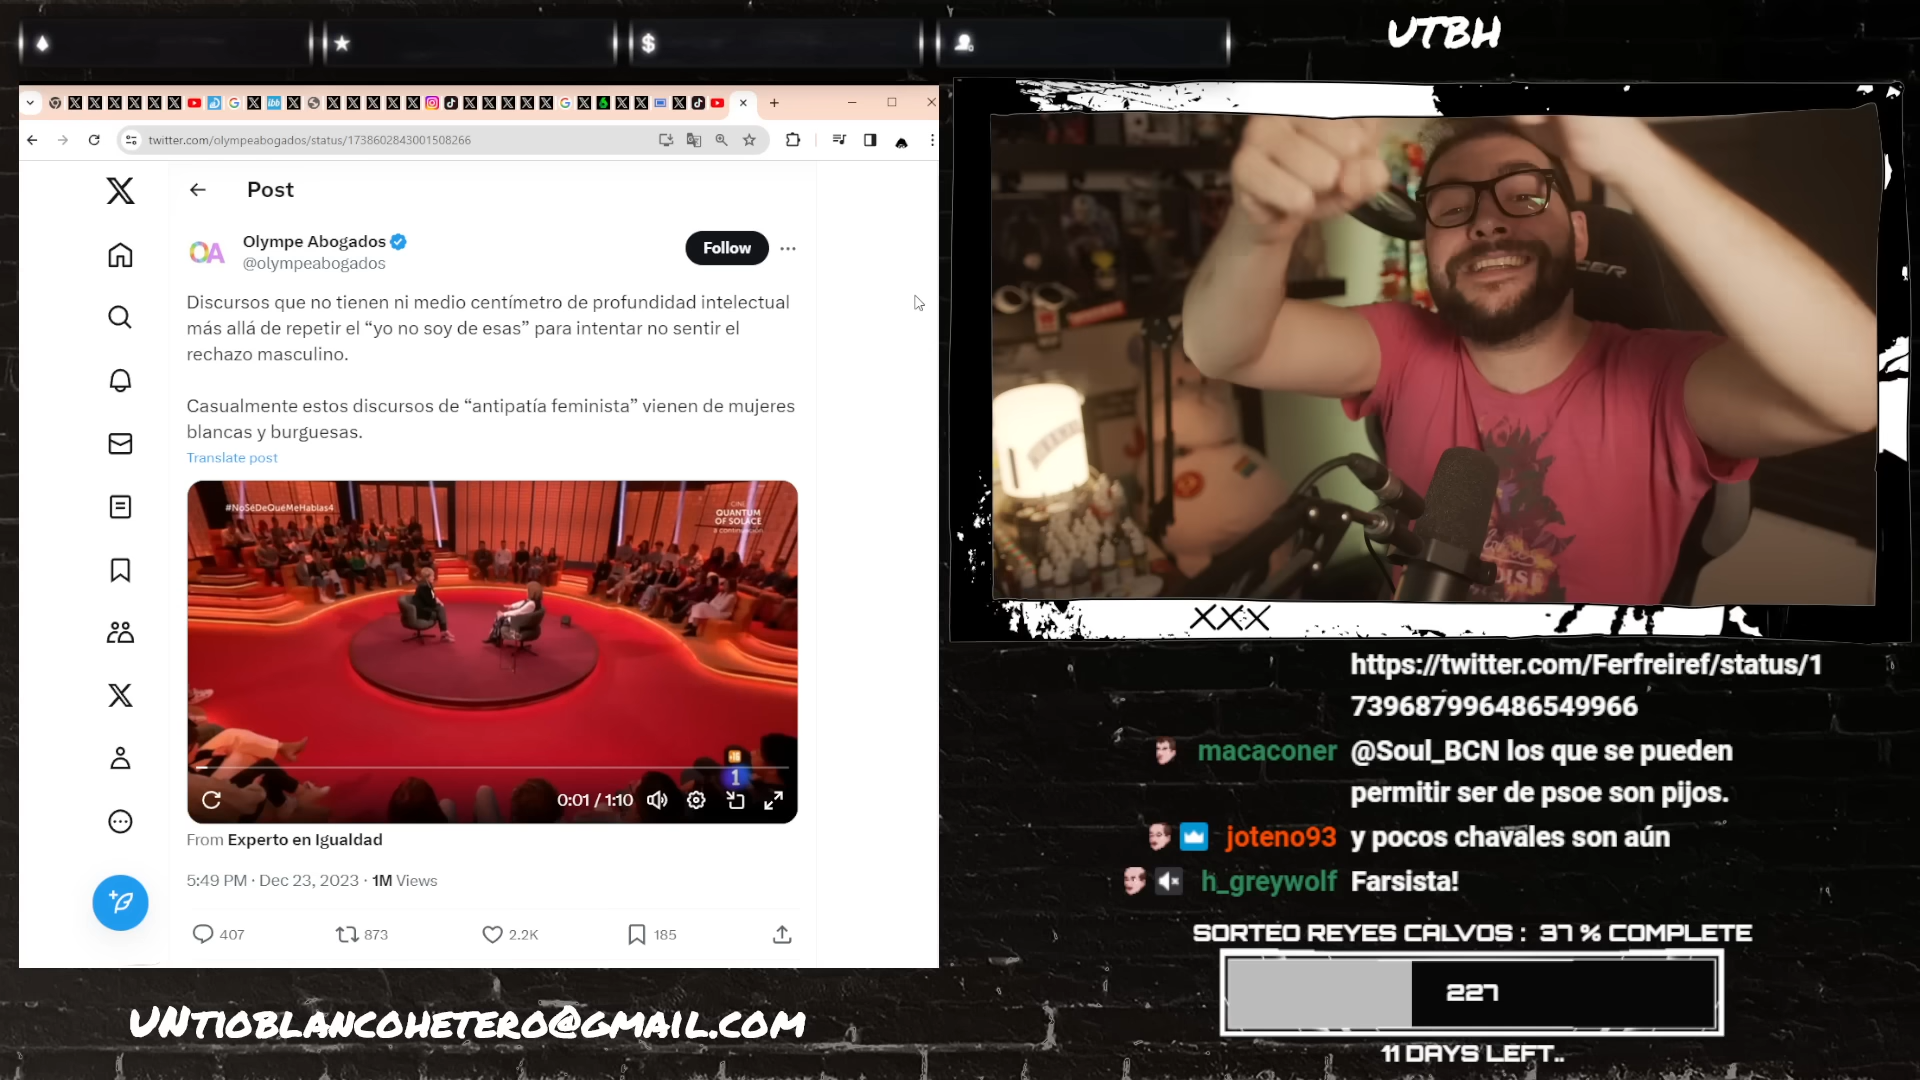 UTBH
twitter.com/olympeabogados/status/1738602843001508266
Post
OA
Olympe Abogados
@olympeabogados
Follow
Discursos que no tienen ni medio centímetro de profundidad intelectual
más allá de repetir el “yo no soy de esas” para intentar no sentir el
rechazo masculino.
Casualmente estos discursos de “antipatía feminista” vienen de mujeres
blancas y burguesas.
Translate post
#NoSéDeQuéMeHablas4
CINE
QUANTUM
OF SOLACE
a continuación
1
0:01 / 1:10
From Experto en Igualdad
5:49 PM · Dec 23, 2023 · 1M Views
407
873
2.2K
185
UNtioblancohetero@gmail.com
XXX
https://twitter.com/Ferfreiref/status/1
739687996486549966
macaconer @Soul_BCN los que se pueden
permitir ser de psoe son pijos.
joteno93 y pocos chavales son aún
h_greywolf Farsista!
SORTEO REYES CALVOS : 37 % COMPLETE
227
11 DAYS LEFT..